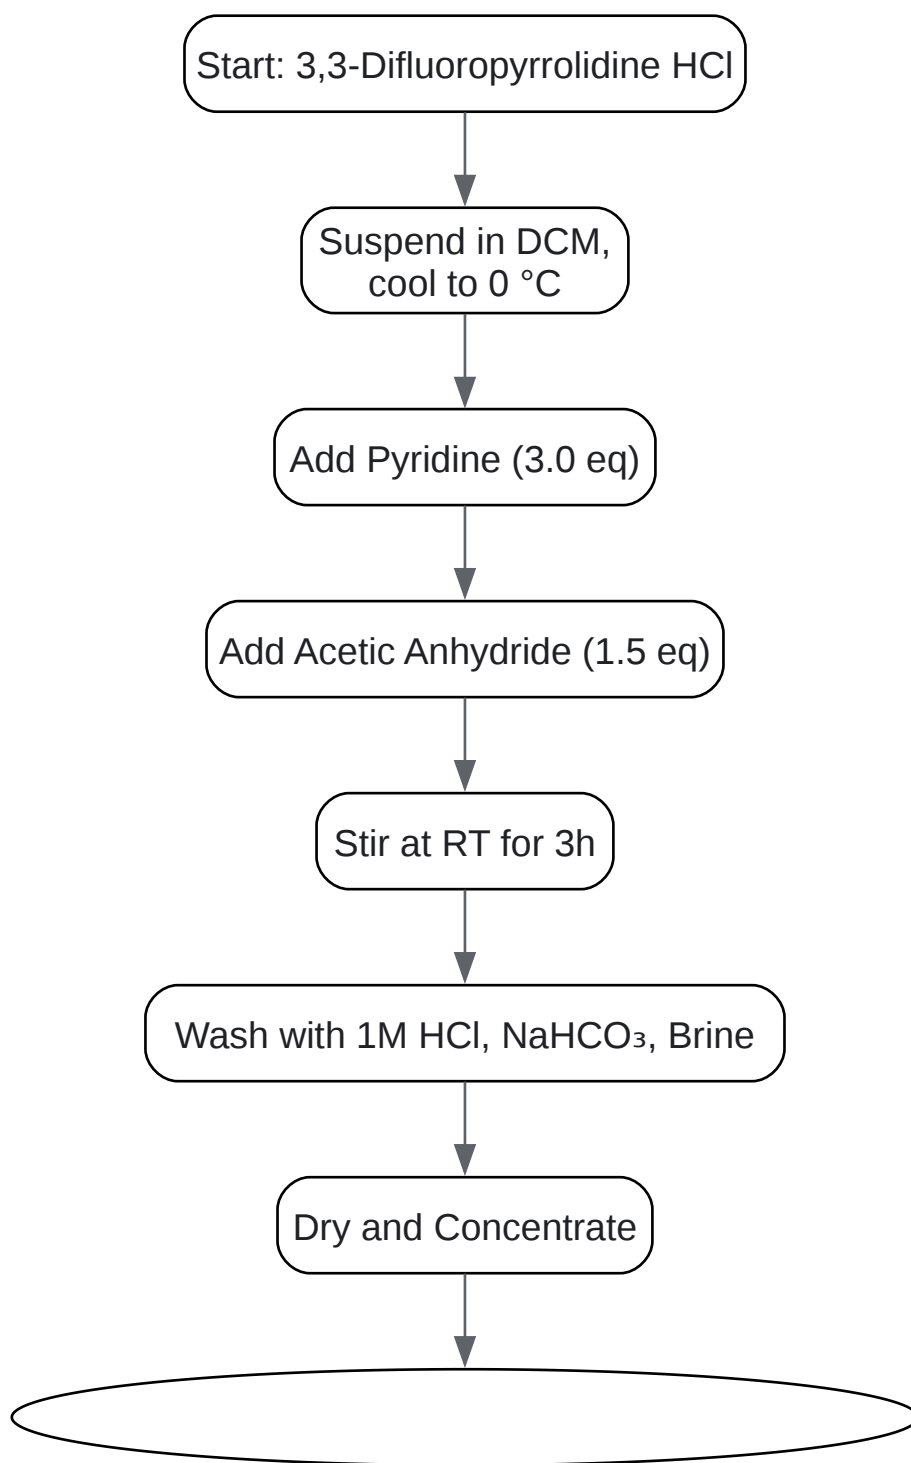 Start: 3,3-Difluoropyrrolidine HCl
Suspend in DCM,
cool to 0 °C
Add Pyridine (3.0 eq)
Add Acetic Anhydride (1.5 eq)
Stir at RT for 3h
Wash with 1M HCl, NaHCO₃, Brine
Dry and Concentrate